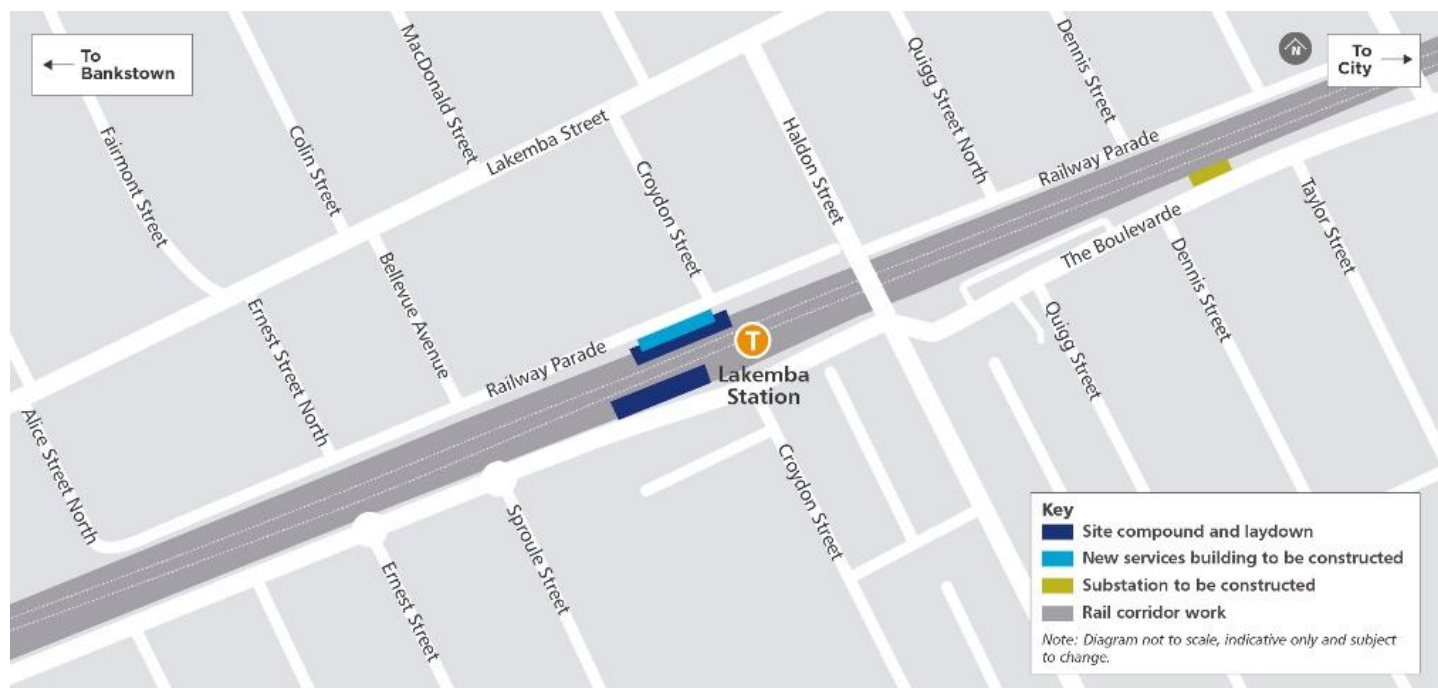 ← To
Bankstown
N
To
City →
Fairmont Street
Colin Street
MacDonald Street
Lakemba Street
Croydon Street
Haldon Street
Quigg Street North
Dennis Street
Railway Parade
Ernest Street North
Bellevue Avenue
Railway Parade
T
Lakemba
Station
The Boulevarde
Taylor Street
Dennis Street
Quigg Street
Alice Street North
Ernest Street
Sproule Street
Croydon Street
Key
Site compound and laydown
New services building to be constructed
Substation to be constructed
Rail corridor work
Note: Diagram not to scale, indicative only and subject
to change.